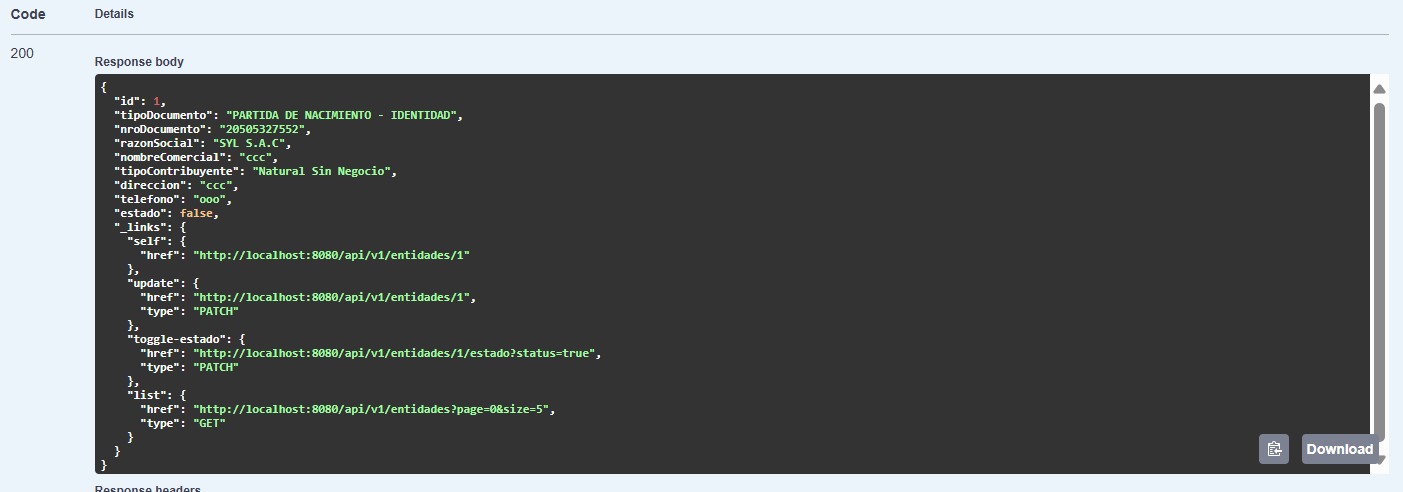 Code Details
200
Response body
{
  "id": 1,
  "tipoDocumento": "PARTIDA DE NACIMIENTO - IDENTIDAD",
  "nroDocumento": "20505327552",
  "razonSocial": "SYL S.A.C",
  "nombreComercial": "ccc",
  "tipoContribuyente": "Natural Sin Negocio",
  "direccion": "ccc",
  "telefono": "ooo",
  "estado": false,
  "_links": {
    "self": {
      "href": "http://localhost:8080/api/v1/entidades/1"
    },
    "update": {
      "href": "http://localhost:8080/api/v1/entidades/1",
      "type": "PATCH"
    },
    "toggle-estado": {
      "href": "http://localhost:8080/api/v1/entidades/1/estado?status=true",
      "type": "PATCH"
    },
    "list": {
      "href": "http://localhost:8080/api/v1/entidades?page=0&size=5",
      "type": "GET"
    }
  }
}
Download
Response headers